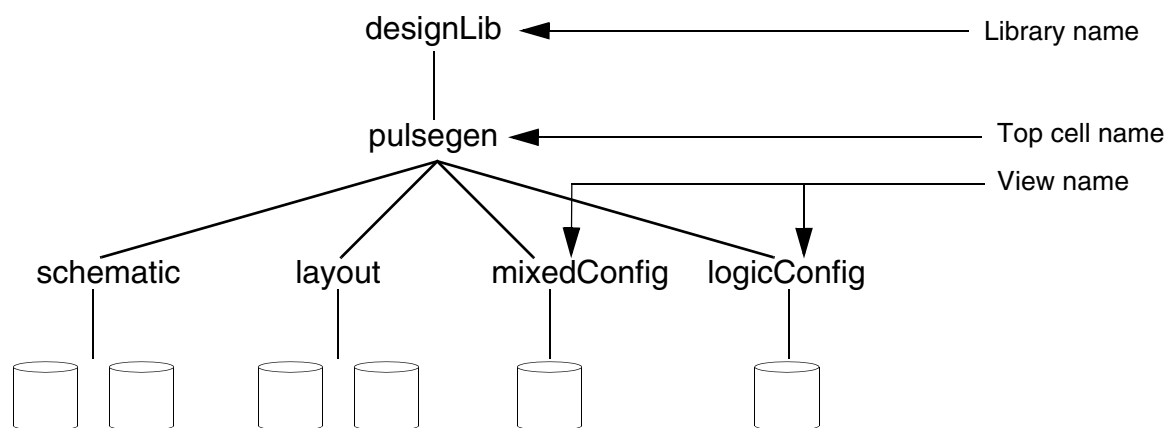 designLib
Library name
pulsegen
Top cell name
View name
schematic
layout
mixedConfig
logicConfig